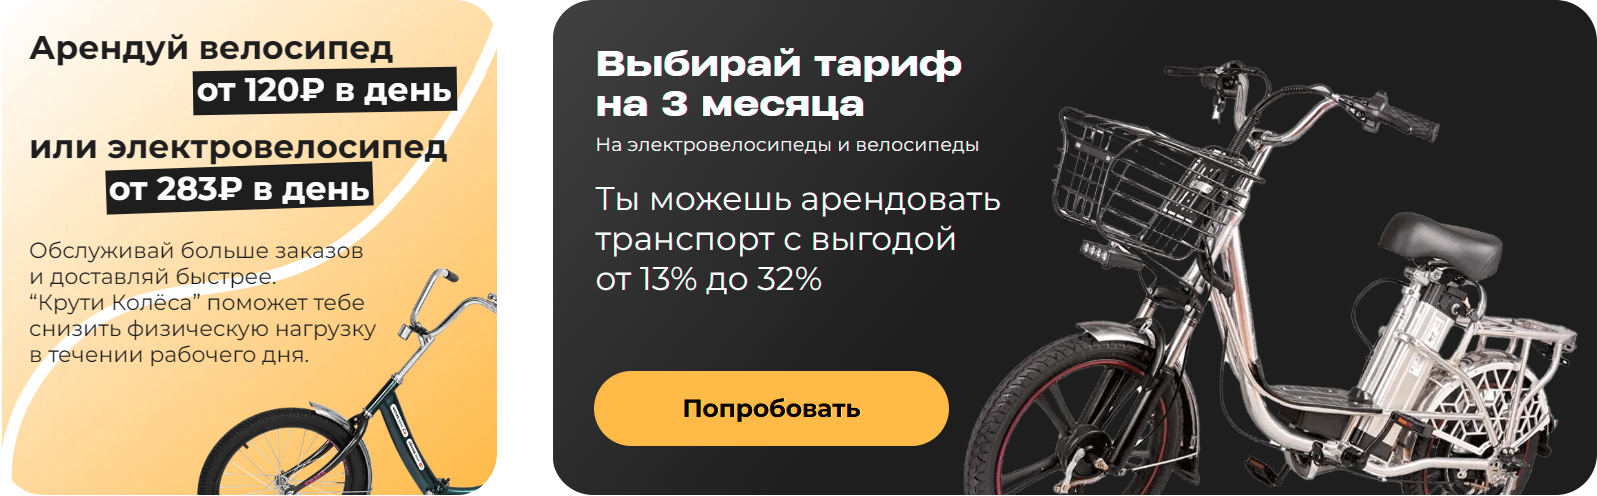 Арендуй велосипед
от 120₽ в день
или электровелосипед
от 283₽ в день
Обслуживай больше заказов
и доставляй быстрее.
“Крути Колёса” поможет тебе
снизить физическую нагрузку
в течении рабочего дня.
Выбирай тариф
на 3 месяца
На электровелосипеды и велосипеды
Ты можешь арендовать
транспорт с выгодой
от 13% до 32%
Попробовать